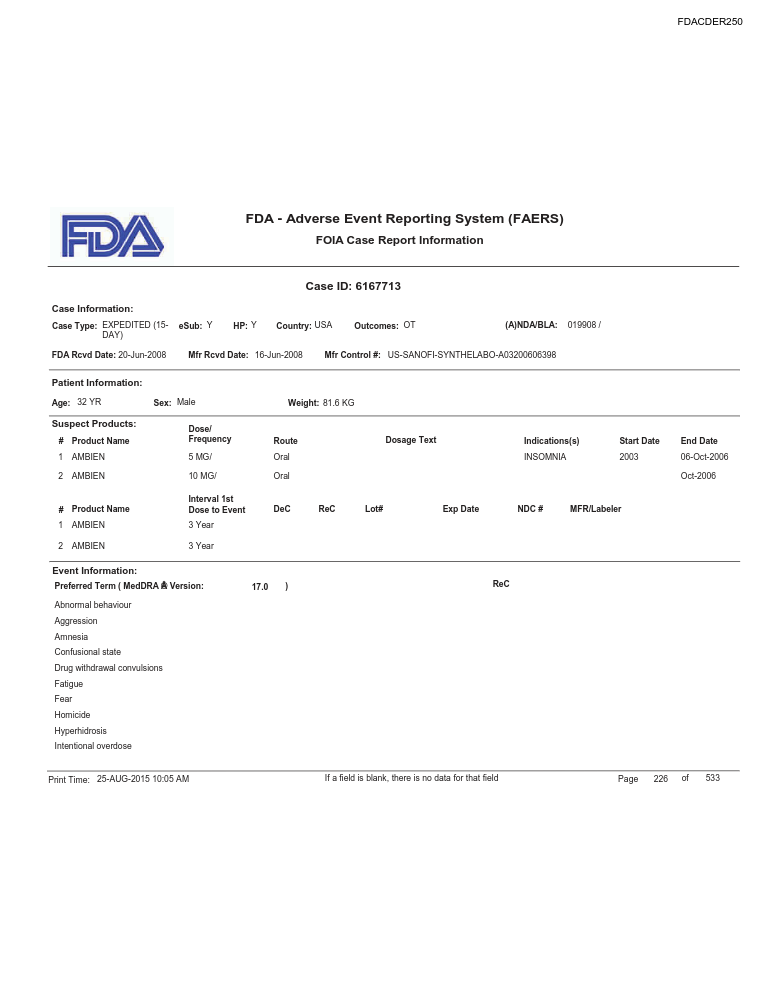 FDACDER250
FDA
FDA - Adverse Event Reporting System (FAERS)
FOIA Case Report Information
Case ID: 6167713
Case Information:
Case Type: EXPEDITED (15- eSub: Y HP: Y Country: USA Outcomes: OT (A)NDA/BLA: 019908 /
DAY)
FDA Rcvd Date: 20-Jun-2008 Mfr Rcvd Date: 16-Jun-2008 Mfr Control #: US-SANOFI-SYNTHELABO-A03200606398
Patient Information:
Age: 32 YR Sex: Male Weight: 81.6 KG
Suspect Products:
# Product Name Dose/ Frequency Route Dosage Text Indications(s) Start Date End Date
1 AMBIEN 5 MG/ Oral INSOMNIA 2003 06-Oct-2006
2 AMBIEN 10 MG/ Oral Oct-2006
# Product Name Interval 1st Dose to Event DeC ReC Lot# Exp Date NDC # MFR/Labeler
1 AMBIEN 3 Year
2 AMBIEN 3 Year
Event Information:
Preferred Term ( MedDRA Version: 17.0 ) ReC
Abnormal behaviour
Aggression
Amnesia
Confusional state
Drug withdrawal convulsions
Fatigue
Fear
Homicide
Hyperhidrosis
Intentional overdose
Print Time: 25-AUG-2015 10:05 AM If a field is blank, there is no data for that field Page 226 of 533